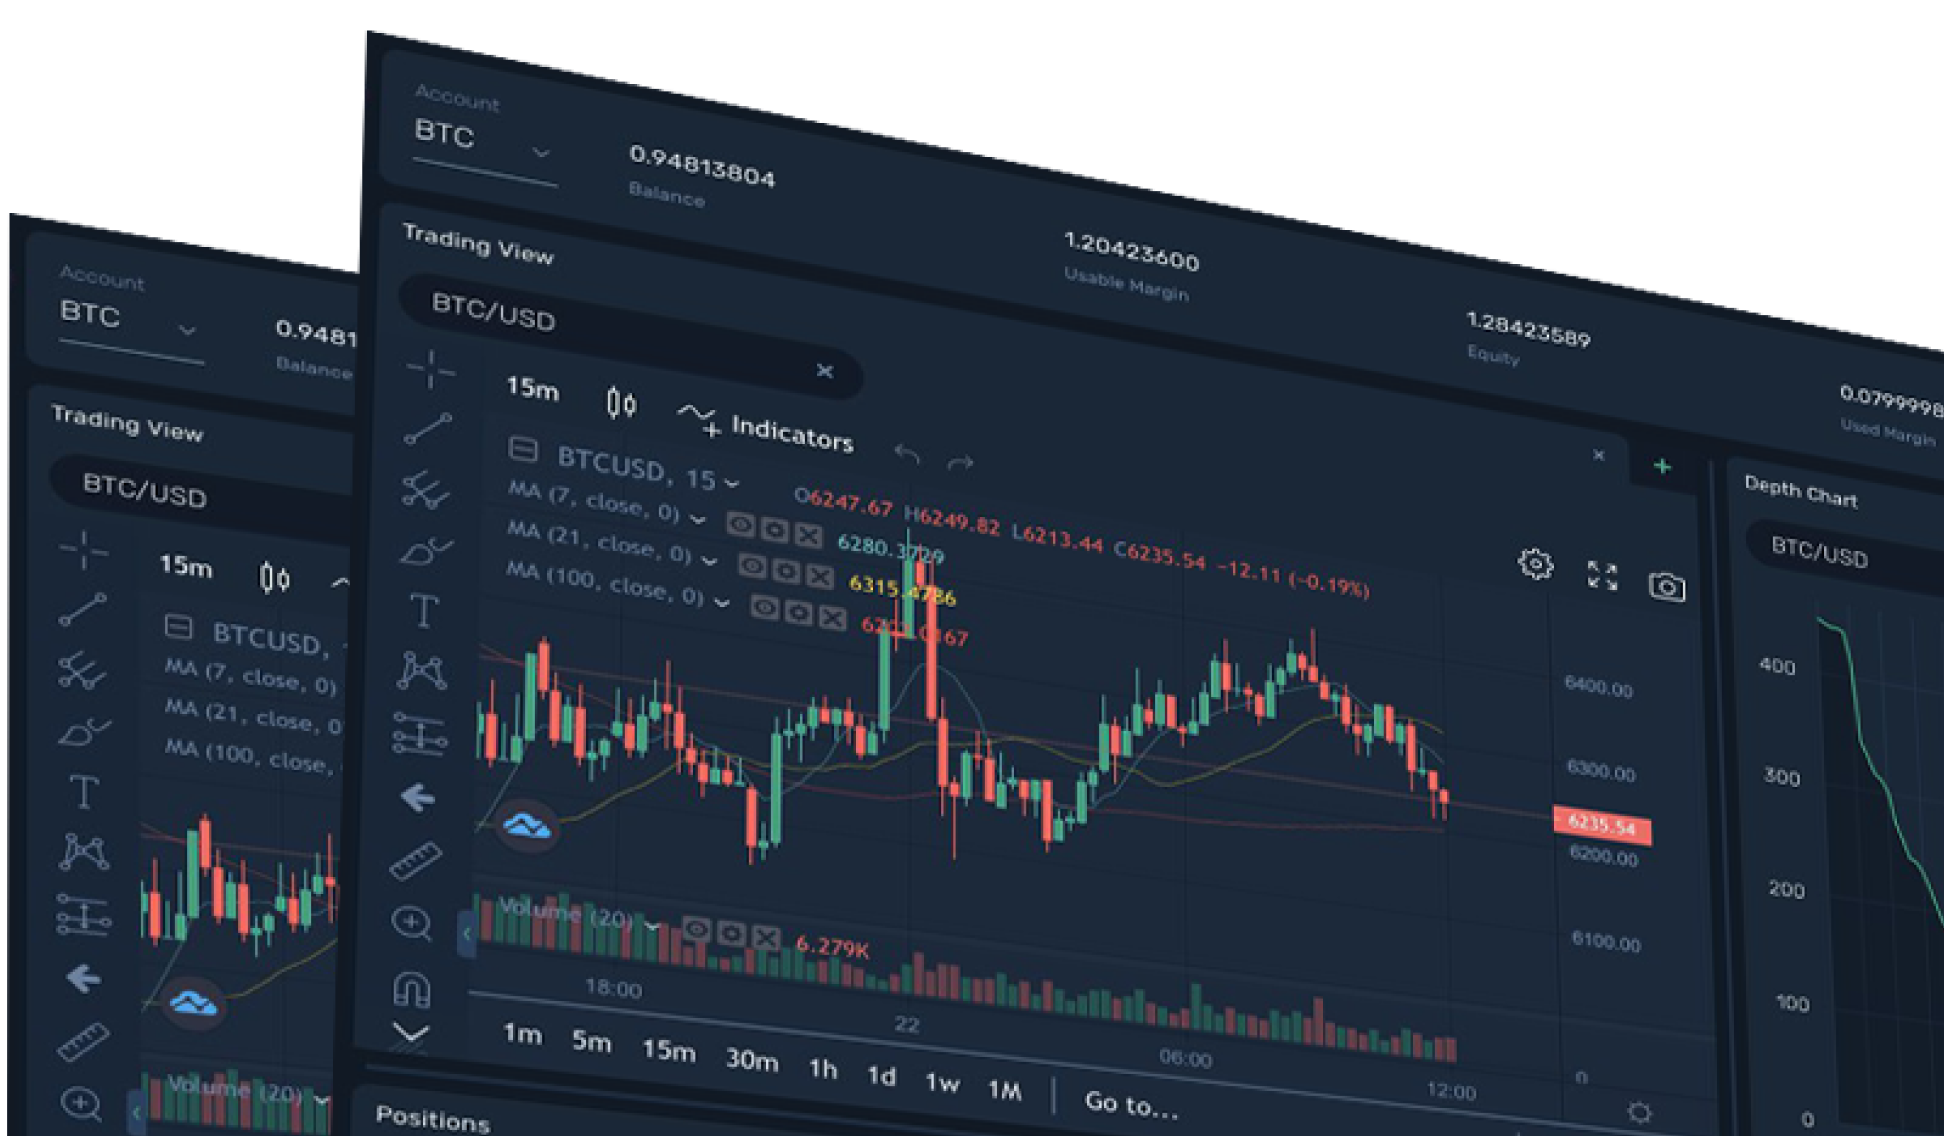 Account
BTC
0.94813804
Balance
1.20423600
Usable Margin
1.28423589
Equity
0.0799998
Used Margin
Trading View
BTC/USD
15m
Indicators
BTCUSD, 15
O6247.67 H6249.82 L6213.44 C6235.54 −12.11 (−0.19%)
MA (7, close, 0)
6280.3729
MA (21, close, 0)
6315.4786
MA (100, close, 0)
6400.00
6300.00
6235.54
6200.00
6100.00
0
Volume (20)
6.279K
18:00
22
06:00
12:00
1m 5m 15m 30m 1h 1d 1w 1M Go to...
Positions
Depth Chart
BTC/USD
400
300
200
100
0
Account
BTC
0.9481
Balance
Trading View
BTC/USD
15m
BTCUSD,
MA (7, close, 0)
MA (21, close, 0
MA (100, close,
Volume (20)